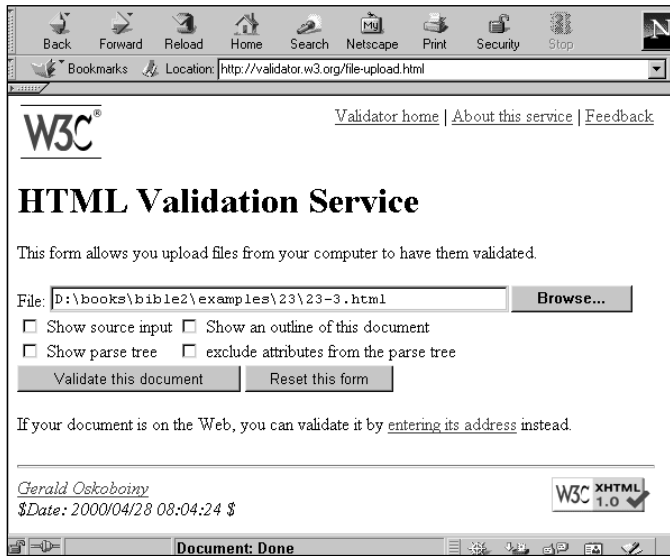 Back Forward Reload Home Search Netscape Print Security Stop
My
N
Bookmarks Location: http://validator.w3.org/file-upload.html
W3C® Validator home | About this service | Feedback
HTML Validation Service
This form allows you upload files from your computer to have them validated.
File: D:\books\bible2\examples\23\23-3.html Browse...
Show source input Show an outline of this document
Show parse tree exclude attributes from the parse tree
Validate this document Reset this form
If your document is on the Web, you can validate it by entering its address instead.
Gerald Oskoboiny
$Date: 2000/04/28 08:04:24 $
W3C XHTML 1.0
Document: Done